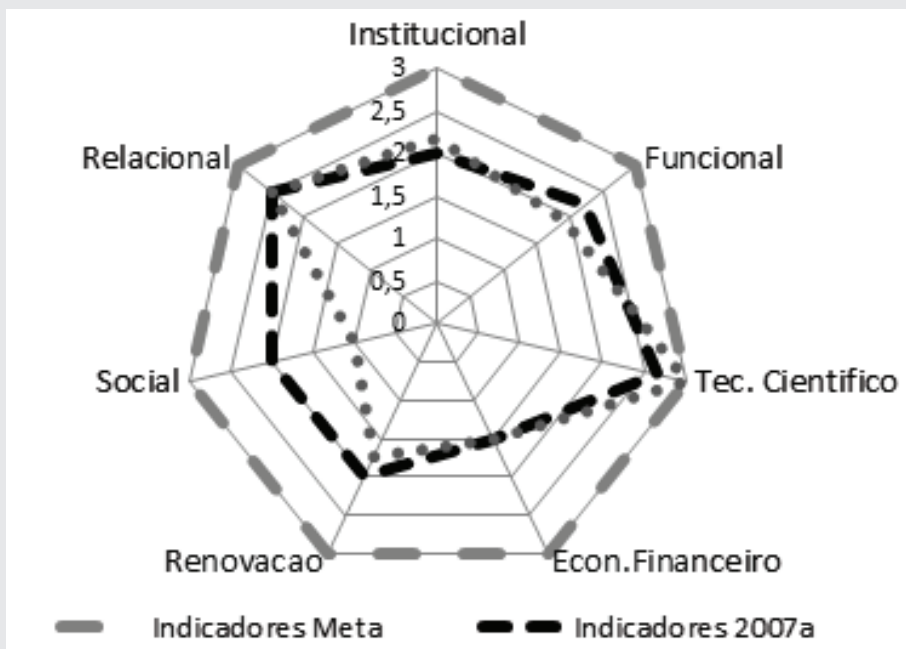 Institucional
3
2,5
2
1,5
1
0,5
0
Relacional
Funcional
Social
Tec. Cientifico
Renovacao
Econ.Financeiro
Indicadores Meta
Indicadores 2007a